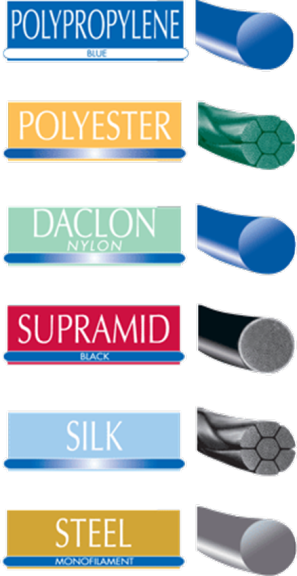 POLYPROPYLENE
BLUE
POLYESTER
DACLON
NYLON
SUPRAMID
BLACK
SILK
STEEL
MONOFILAMENT